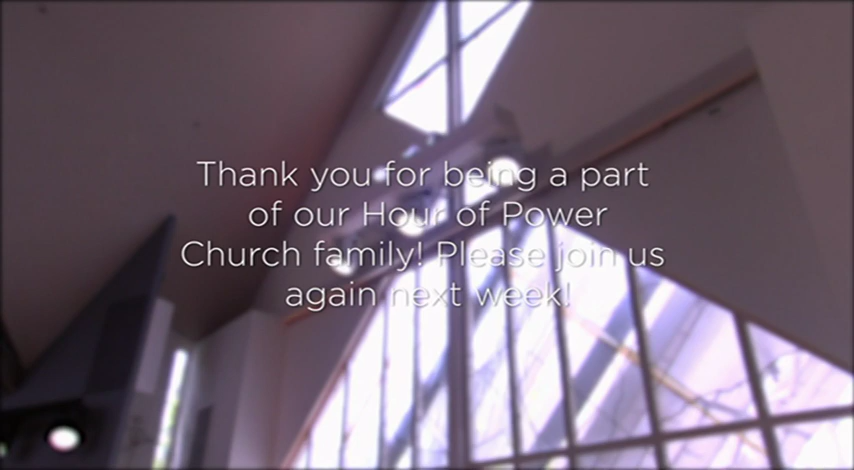 Thank you for being a part
of our Hour of Power
Church family! Please join us
again next week!